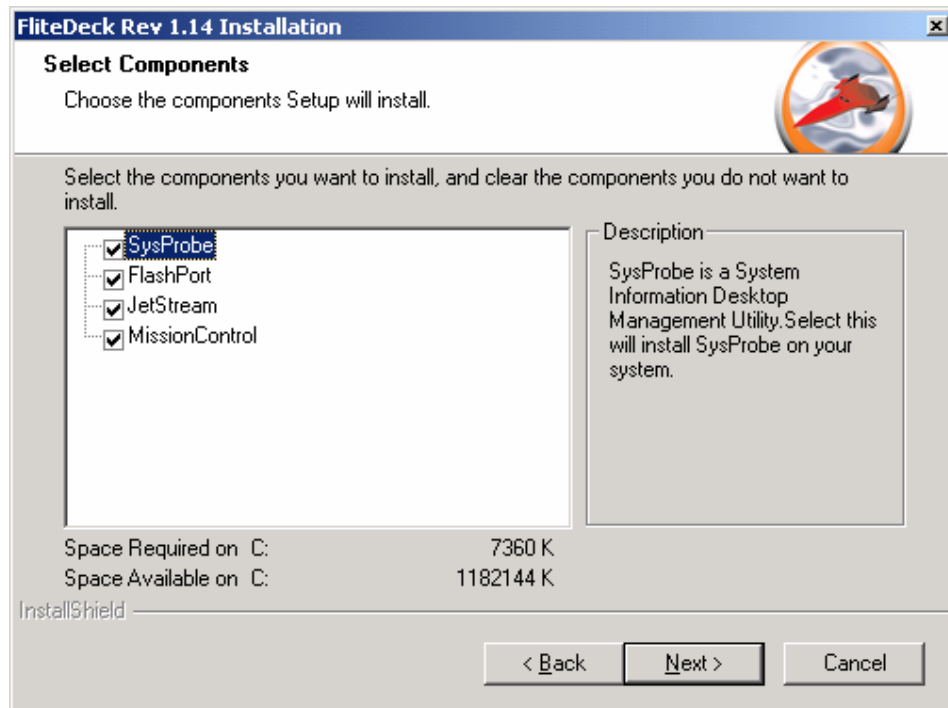 FliteDeck Rev 1.14 Installation
Select Components
Choose the components Setup will install.
Select the components you want to install, and clear the components you do not want to
install.
SysProbe
FlashPort
JetStream
MissionControl
Description
SysProbe is a System
Information Desktop
Management Utility.Select this
will install SysProbe on your
system.
Space Required on C: 7360 K
Space Available on C: 1182144 K
InstallShield
< Back
Next >
Cancel